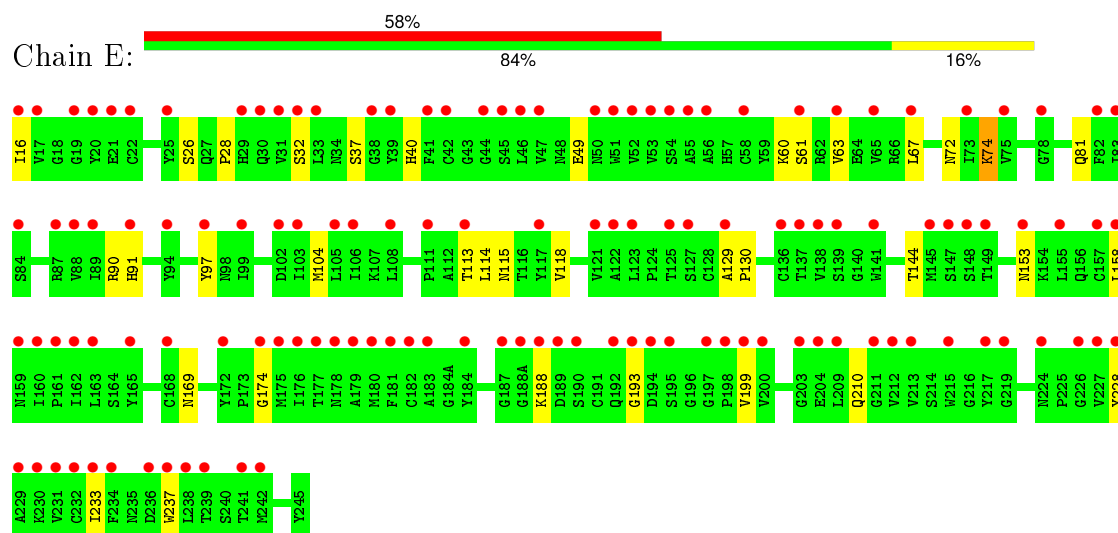 Chain E:
58%
84% 16%
I16 V17 G18 G19 Y20 E21 C22 Y25 S26 Q27 P28 H29 Q30 V31 S32 L33 N34 S37 G38 Y39 H40 F41 C42 G43 G44 S45 L46 V47 N48 E49 N50 W51 V52 V53 S54 A55 A56 H57 C58 Y59 K60 S61 R62 V63 E64 V65 R66 L67 N72 I73 K74 V75 G78 Q81 F82 I83
S84 R87 V88 I89 R90 H91 Y94 Y97 N98 I99 D102 I103 M104 L105 I106 K107 L108 P111 A112 T113 L114 N115 T116 Y117 V118 V121 A122 L123 P124 T125 S127 C128 A129 P130 C136 T137 V138 S139 G140 W141 T144 M145 S147 S148 T149 N153 K154 L155 Q156 C157 L158
N159 I160 P161 I162 L163 S164 Y165 C168 N169 Y172 P173 G174 M175 I176 T177 N178 A179 M180 F181 C182 A183 G184A Y184 G187 G188A K188 D189 S190 C191 Q192 G193 D194 S195 G196 G197 P198 V199 V200 G203 E204 L209 Q210 G211 V212 V213 S214 W215 G216 Y217 G219 N224 P225 G226 V227 Y228
A229 K230 V231 C232 I233 F234 N235 D236 W237 L238 T239 S240 T241 M242 Y245